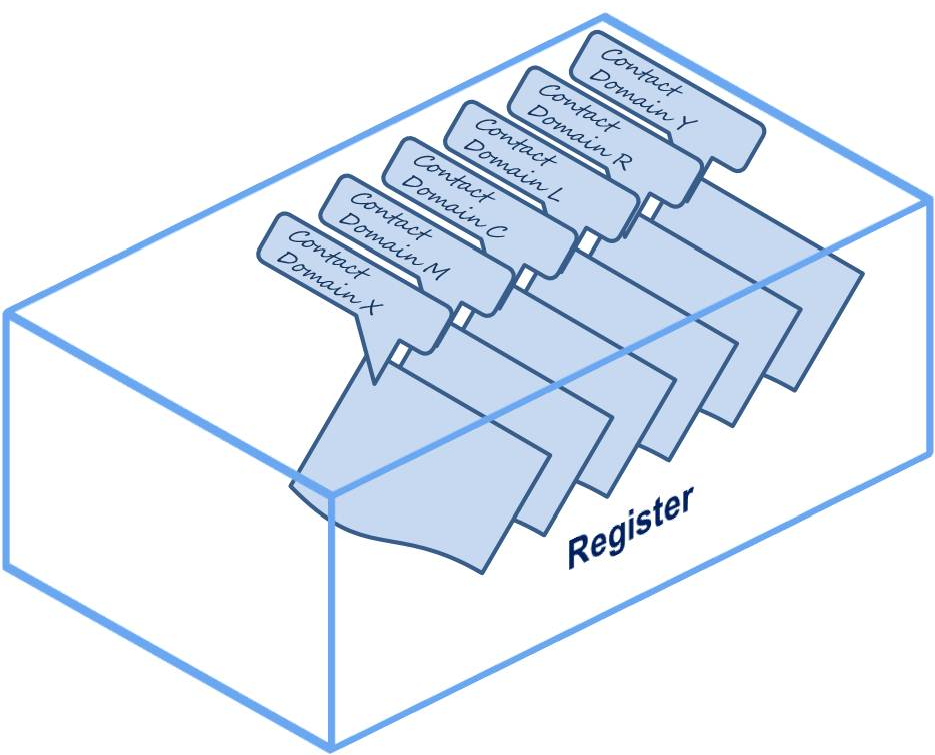 Contact
Domain Y
Contact
Domain R
Contact
Domain L
Contact
Domain C
Contact
Domain M
Contact
Domain X
Register